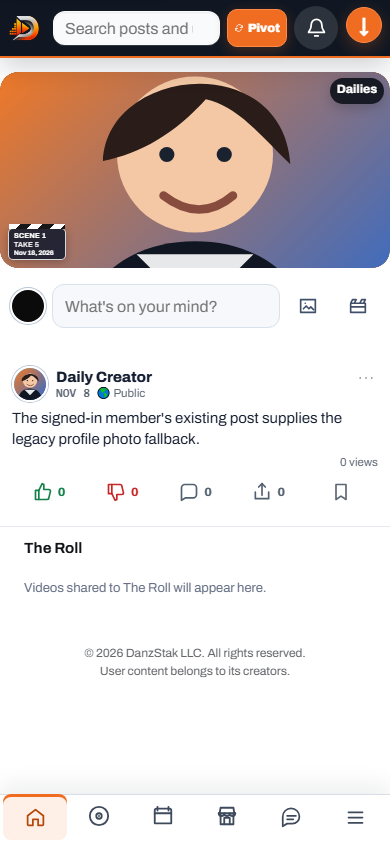 Search posts and
Pivot
Dailies
SCENE 1
TAKE 5
Nov 18, 2026
What's on your mind?
Daily Creator
NOV 8 Public
The signed-in member's existing post supplies the
legacy profile photo fallback.
0 views
0 0 0 0
The Roll
Videos shared to The Roll will appear here.
© 2026 DanzStak LLC. All rights reserved.
User content belongs to its creators.